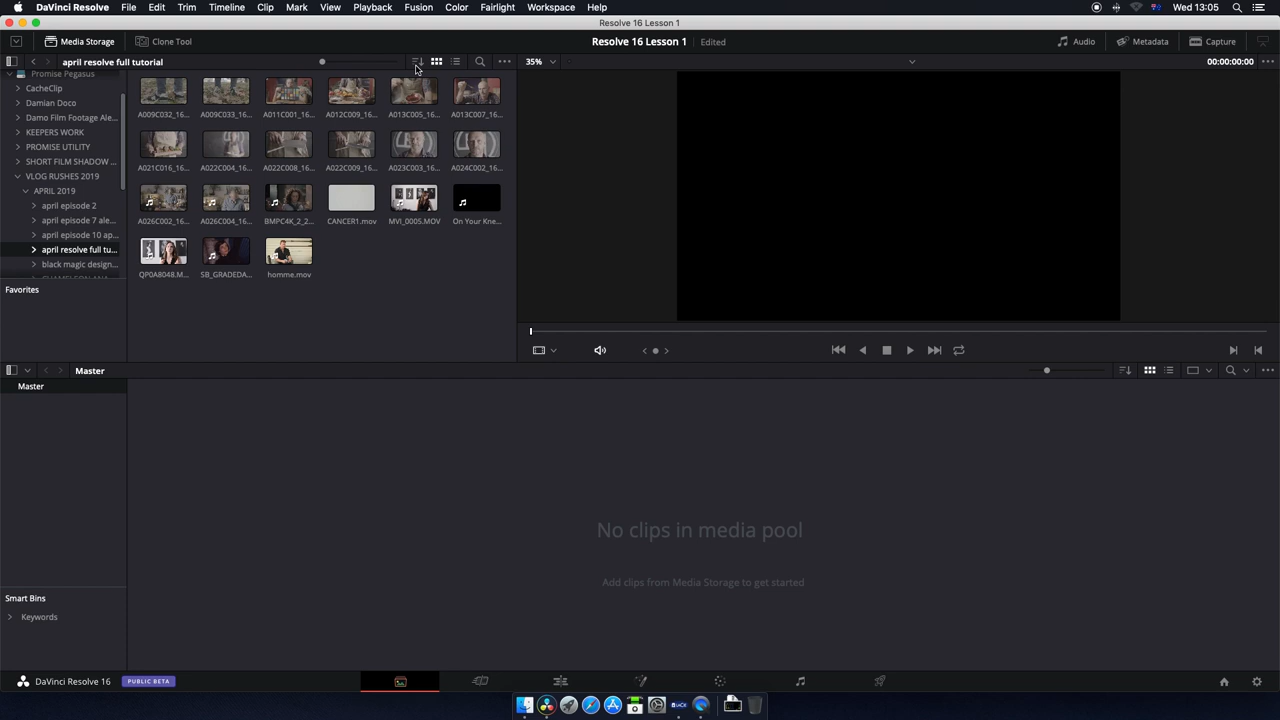 DaVinci Resolve File Edit Trim Timeline Clip Mark View Playback Fusion Color Fairlight Workspace Help Wed 13:05
Resolve 16 Lesson 1
Media Storage Clone Tool Resolve 16 Lesson 1 Edited Audio Metadata Capture
april resolve full tutorial 35% 00:00:00:00
Promise Pegasus
CacheClip
Damian Doco
Damo Film Footage Ale...
KEEPERS WORK
PROMISE UTILITY
SHORT FILM SHADOW ...
VLOG RUSHES 2019
APRIL 2019
april episode 2
april episode 7 ale...
april episode 10 ap...
april resolve full tu...
black magic design...
A009C032_16... A009C033_16... A011C001_16... A012C009_16... A013C005_16... A013C007_16...
A021C016_16... A022C004_16... A022C008_16... A022C009_16... A023C003_16... A024C002_16...
A026C002_16... A026C004_16... BMPC4K_2_2... CANCER1.mov MVI_0005.MOV On Your Kne...
QP0A8048.M... SB_GRADEDA... homme.mov
Favorites
Master
Master
No clips in media pool
Add clips from Media Storage to get started
Smart Bins
Keywords
DaVinci Resolve 16 PUBLIC BETA